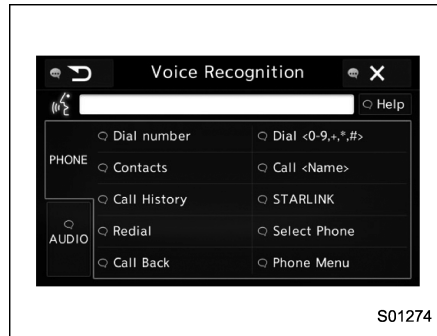 Voice Recognition
Help
PHONE
Dial number
Dial <0-9,+,*,#>
Contacts
Call <Name>
Call History
STARLINK
AUDIO
Redial
Select Phone
Call Back
Phone Menu
S01274